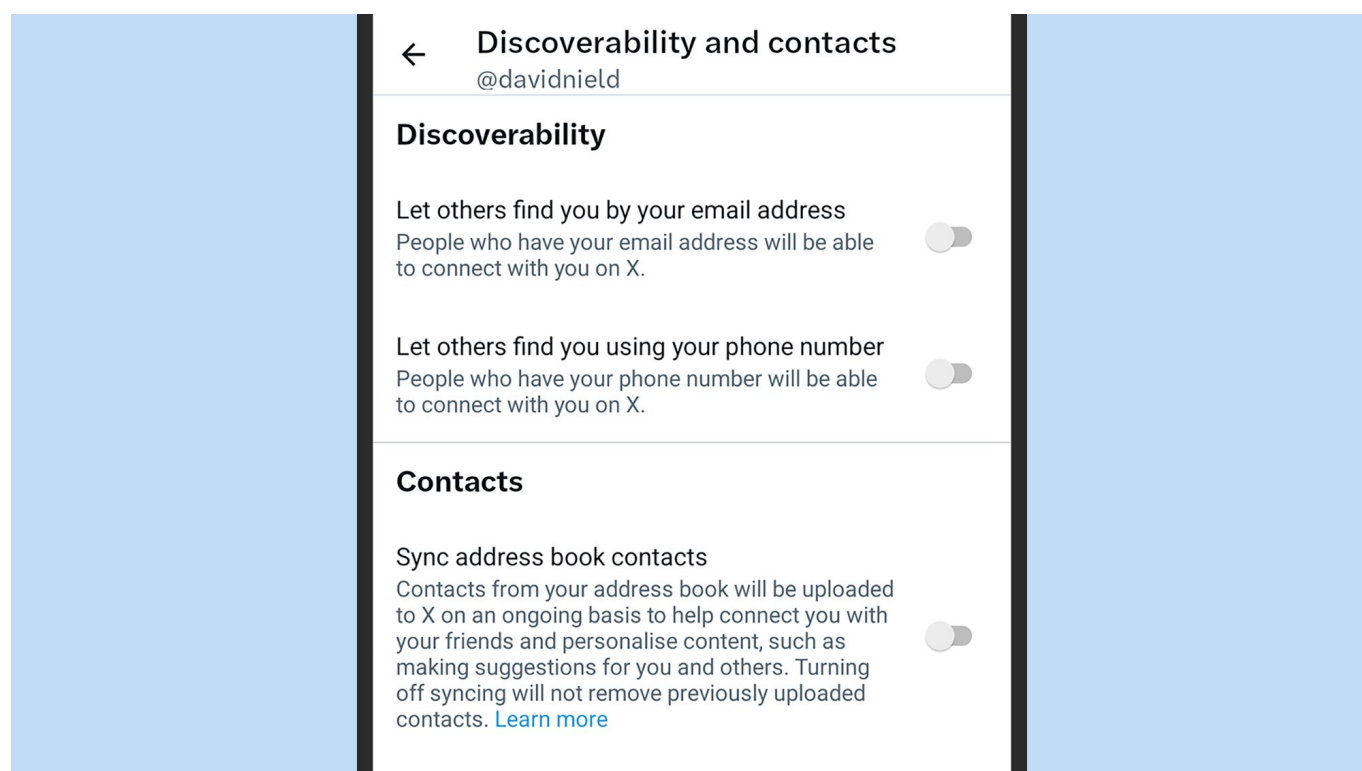 Discoverability and contacts
@davidnield
Discoverability
Let others find you by your email address
People who have your email address will be able
to connect with you on X.
Let others find you using your phone number
People who have your phone number will be able
to connect with you on X.
Contacts
Sync address book contacts
Contacts from your address book will be uploaded
to X on an ongoing basis to help connect you with
your friends and personalise content, such as
making suggestions for you and others. Turning
off syncing will not remove previously uploaded
contacts. Learn more